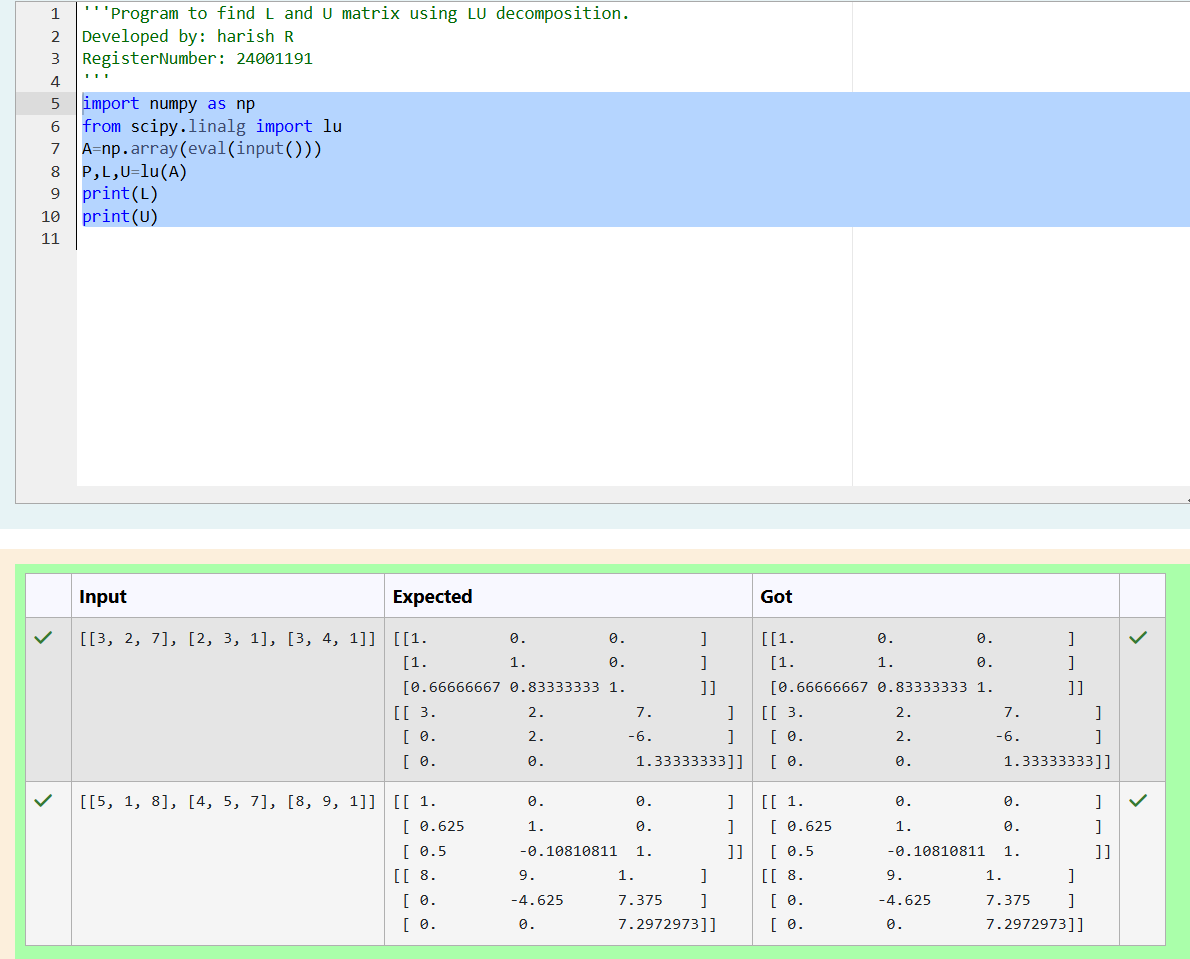 1 '''Program to find L and U matrix using LU decomposition.
2 Developed by: harish R
3 RegisterNumber: 24001191
4 '''
5 import numpy as np
6 from scipy.linalg import lu
7 A=np.array(eval(input()))
8 P,L,U=lu(A)
9 print(L)
10 print(U)
11
Input Expected Got
[[3, 2, 7], [2, 3, 1], [3, 4, 1]] [[1. 0. 0. ] [[1. 0. 0. ]
[1. 1. 0. ] [1. 1. 0. ]
[0.66666667 0.83333333 1. ]] [0.66666667 0.83333333 1. ]]
[[ 3. 2. 7. ] [[ 3. 2. 7. ]
[ 0. 2. -6. ] [ 0. 2. -6. ]
[ 0. 0. 1.33333333]] [ 0. 0. 1.33333333]]
[[5, 1, 8], [4, 5, 7], [8, 9, 1]] [[ 1. 0. 0. ] [[ 1. 0. 0. ]
[ 0.625 1. 0. ] [ 0.625 1. 0. ]
[ 0.5 -0.10810811 1. ]] [ 0.5 -0.10810811 1. ]]
[[ 8. 9. 1. ] [[ 8. 9. 1. ]
[ 0. -4.625 7.375 ] [ 0. -4.625 7.375 ]
[ 0. 0. 7.2972973]] [ 0. 0. 7.2972973]]